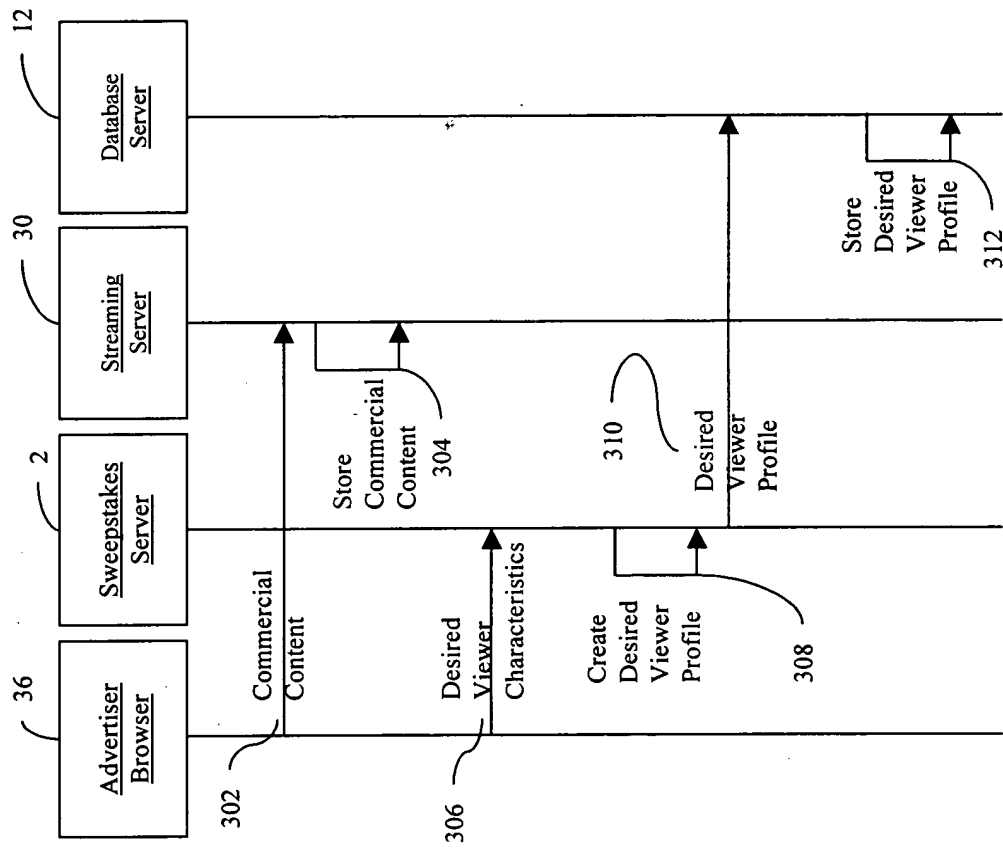 36
Advertiser
Browser
2
Sweepstakes
Server
30
Streaming
Server
12
Database
Server
302
Commercial
Content
Store
Commercial
Content
304
306
Desired
Viewer
Characteristics
Create
Desired
Viewer
Profile
308
310
Desired
Viewer
Profile
Store
Desired
Viewer
Profile
312